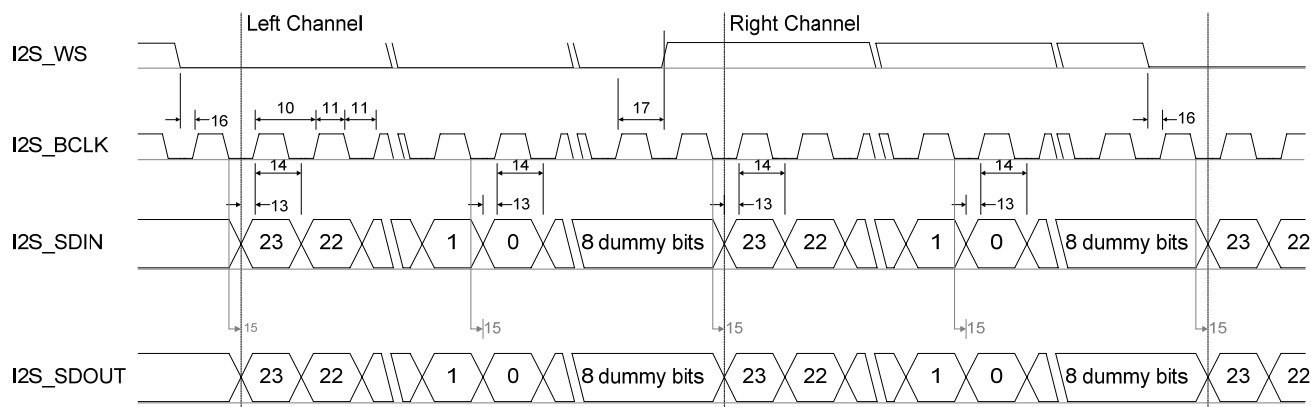 Left Channel Right Channel
I2S_WS
10 11 11 17
16 16
I2S_BCLK
14 14 14 14
13 13 13 13
I2S_SDIN 23 22 1 0 8 dummy bits 23 22 1 0 8 dummy bits 23 22
15 15 15 15 15
I2S_SDOUT 23 22 1 0 8 dummy bits 23 22 1 0 8 dummy bits 23 22